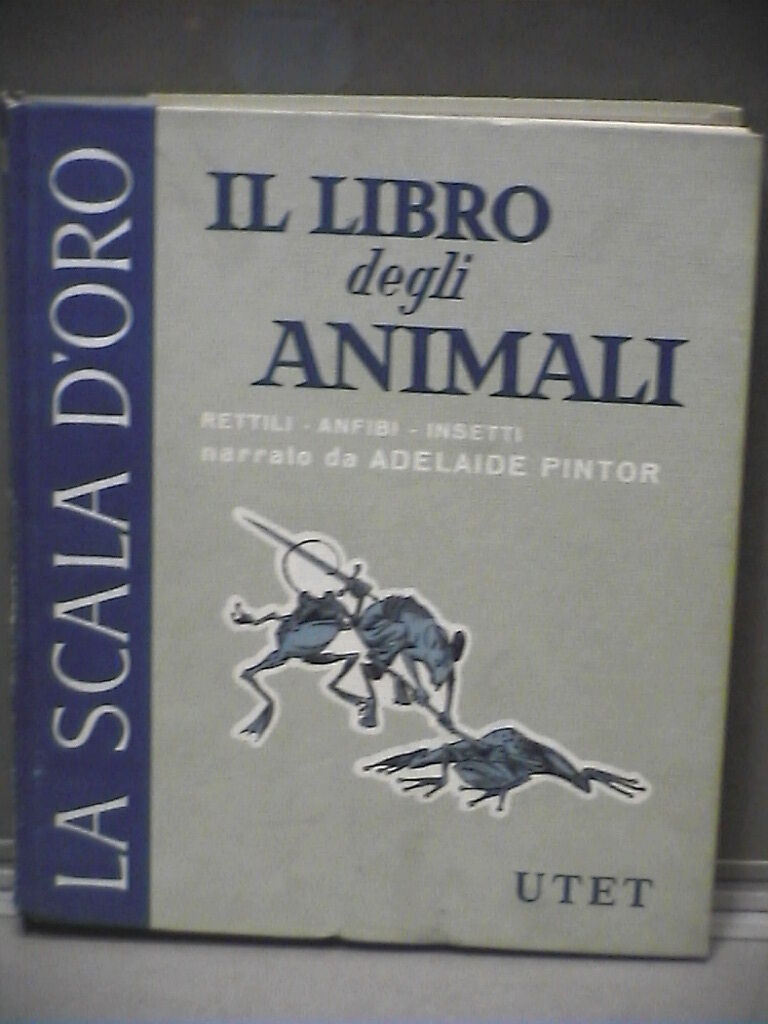 LA SCALA D'ORO
IL LIBRO
degli
ANIMALI
RETTILI - ANFIBI - INSETTI
narrato da ADELAIDE PINTOR
UTET